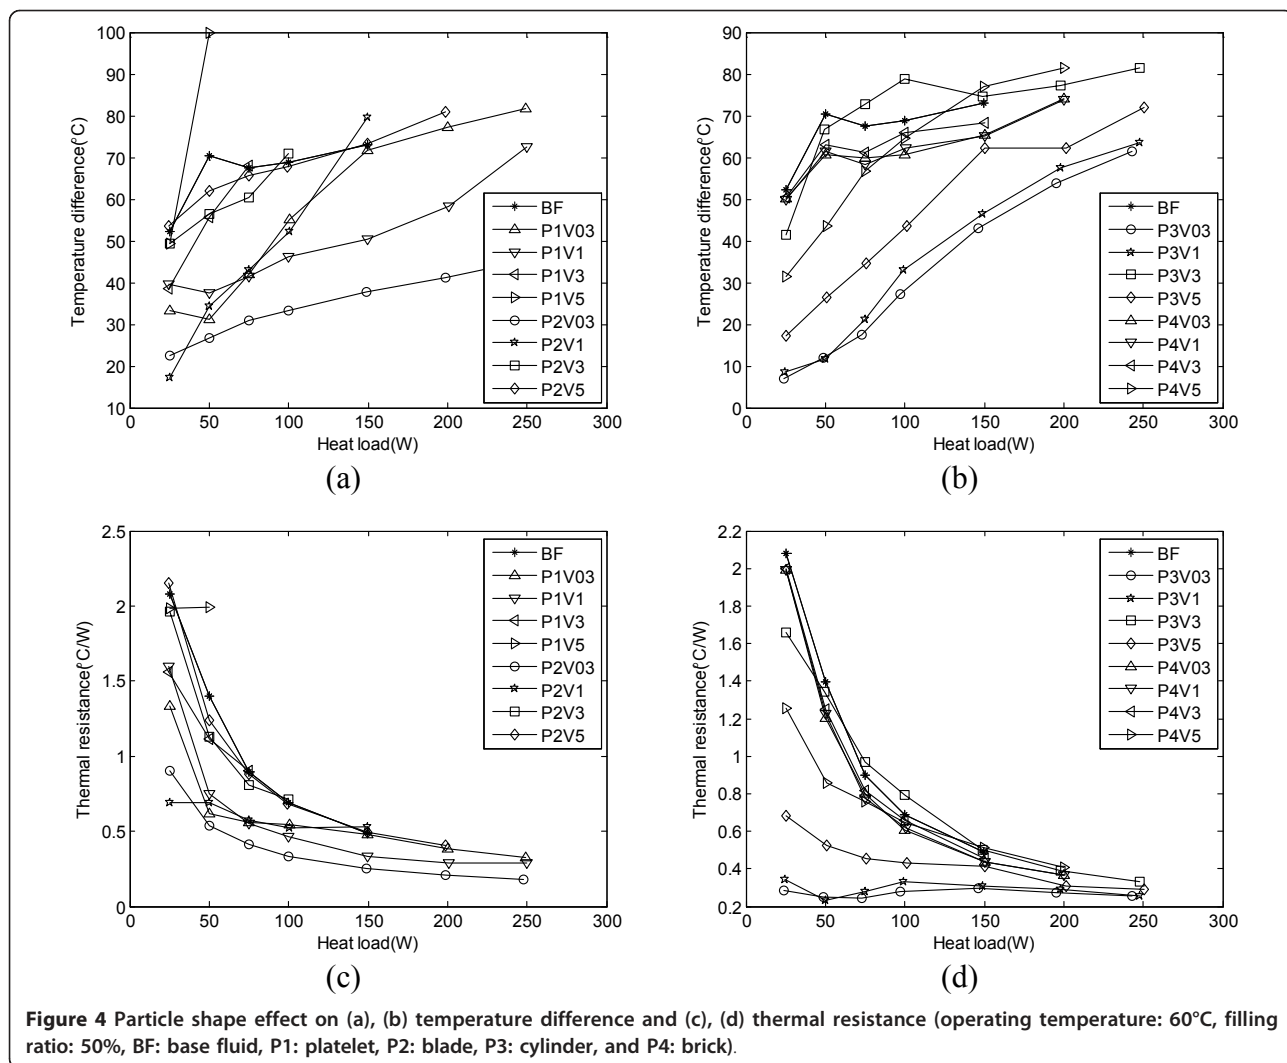 100
90
80
70
60
50
40
30
20
10
0 50 100 150 200 250 300
Temperature difference(°C)
Heat load(W)
BF
P1V03
P1V1
P1V3
P1V5
P2V03
P2V1
P2V3
P2V5
(a)
90
80
70
60
50
40
30
20
10
0
0 50 100 150 200 250 300
Temperature difference(°C)
Heat load(W)
BF
P3V03
P3V1
P3V3
P3V5
P4V03
P4V1
P4V3
P4V5
(b)
2.5
2
1.5
1
0.5
0
0 50 100 150 200 250 300
Thermal resistance(°C/W)
Heat load(W)
BF
P1V03
P1V1
P1V3
P1V5
P2V03
P2V1
P2V3
P2V5
(c)
2.2
2
1.8
1.6
1.4
1.2
1
0.8
0.6
0.4
0.2
0 50 100 150 200 250 300
Thermal resistance(°C/W)
Heat load(W)
BF
P3V03
P3V1
P3V3
P3V5
P4V03
P4V1
P4V3
P4V5
(d)
Figure 4 Particle shape effect on (a), (b) temperature difference and (c), (d) thermal resistance (operating temperature: 60°C, filling
ratio: 50%, BF: base fluid, P1: platelet, P2: blade, P3: cylinder, and P4: brick).